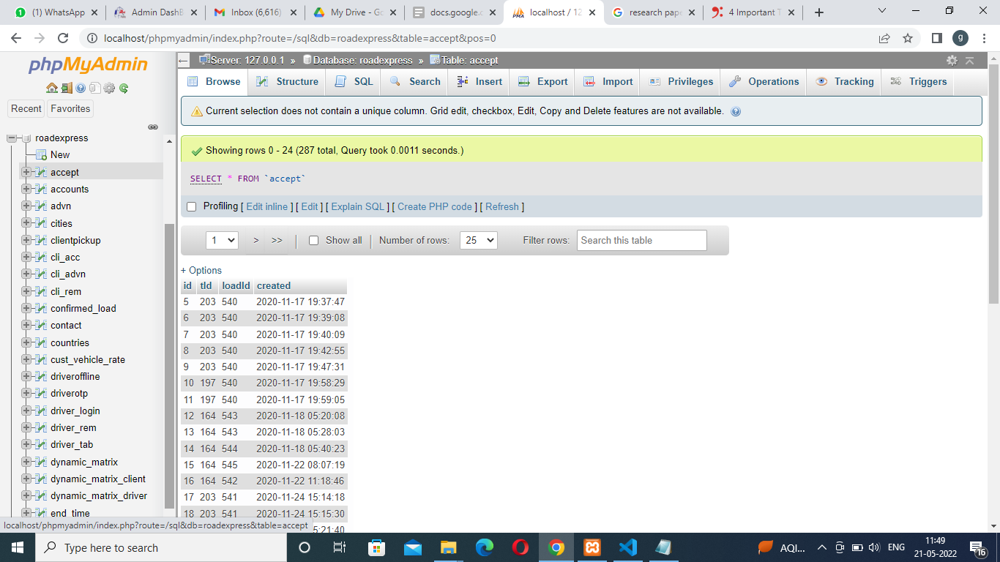 (1) WhatsApp
Admin DashB
Inbox (6,616)
My Drive - Go
docs.google.c
localhost / 12
research pape
4 Important T
localhost/phpmyadmin/index.php?route=/sql&db=roadexpress&table=accept&pos=0
g
phpMyAdmin
Recent
Favorites
roadexpress
New
accept
accounts
advn
cities
clientpickup
cli_acc
cli_advn
cli_rem
confirmed_load
contact
countries
cust_vehicle_rate
driveroffline
driverotp
driver_login
driver_rem
driver_tab
dynamic_matrix
dynamic_matrix_client
dynamic_matrix_driver
end_time
localhost/phpmyadmin/index.php?route=/sql&db=roadexpress&table=accept
Server: 127.0.0.1 » Database: roadexpress » Table: accept
Browse Structure SQL Search Insert Export Import Privileges Operations Tracking Triggers
Current selection does not contain a unique column. Grid edit, checkbox, Edit, Copy and Delete features are not available.
Showing rows 0 - 24 (287 total, Query took 0.0011 seconds.)
SELECT * FROM `accept`
Profiling [ Edit inline ] [ Edit ] [ Explain SQL ] [ Create PHP code ] [ Refresh ]
1 > >> | Show all | Number of rows: 25 Filter rows: Search this table
+ Options
id tId loadId created
5 203 540 2020-11-17 19:37:47
6 203 540 2020-11-17 19:39:08
7 203 540 2020-11-17 19:40:09
8 203 540 2020-11-17 19:42:55
9 203 540 2020-11-17 19:47:31
10 197 540 2020-11-17 19:58:29
11 197 540 2020-11-17 19:59:05
12 164 543 2020-11-18 05:20:08
13 164 543 2020-11-18 05:28:03
14 164 544 2020-11-18 05:40:23
15 164 545 2020-11-22 08:07:19
16 164 542 2020-11-22 11:18:46
17 203 541 2020-11-24 15:14:18
18 203 541 2020-11-24 15:15:30
5:21:40
Type here to search
AQI...
ENG
11:49
21-05-2022
16